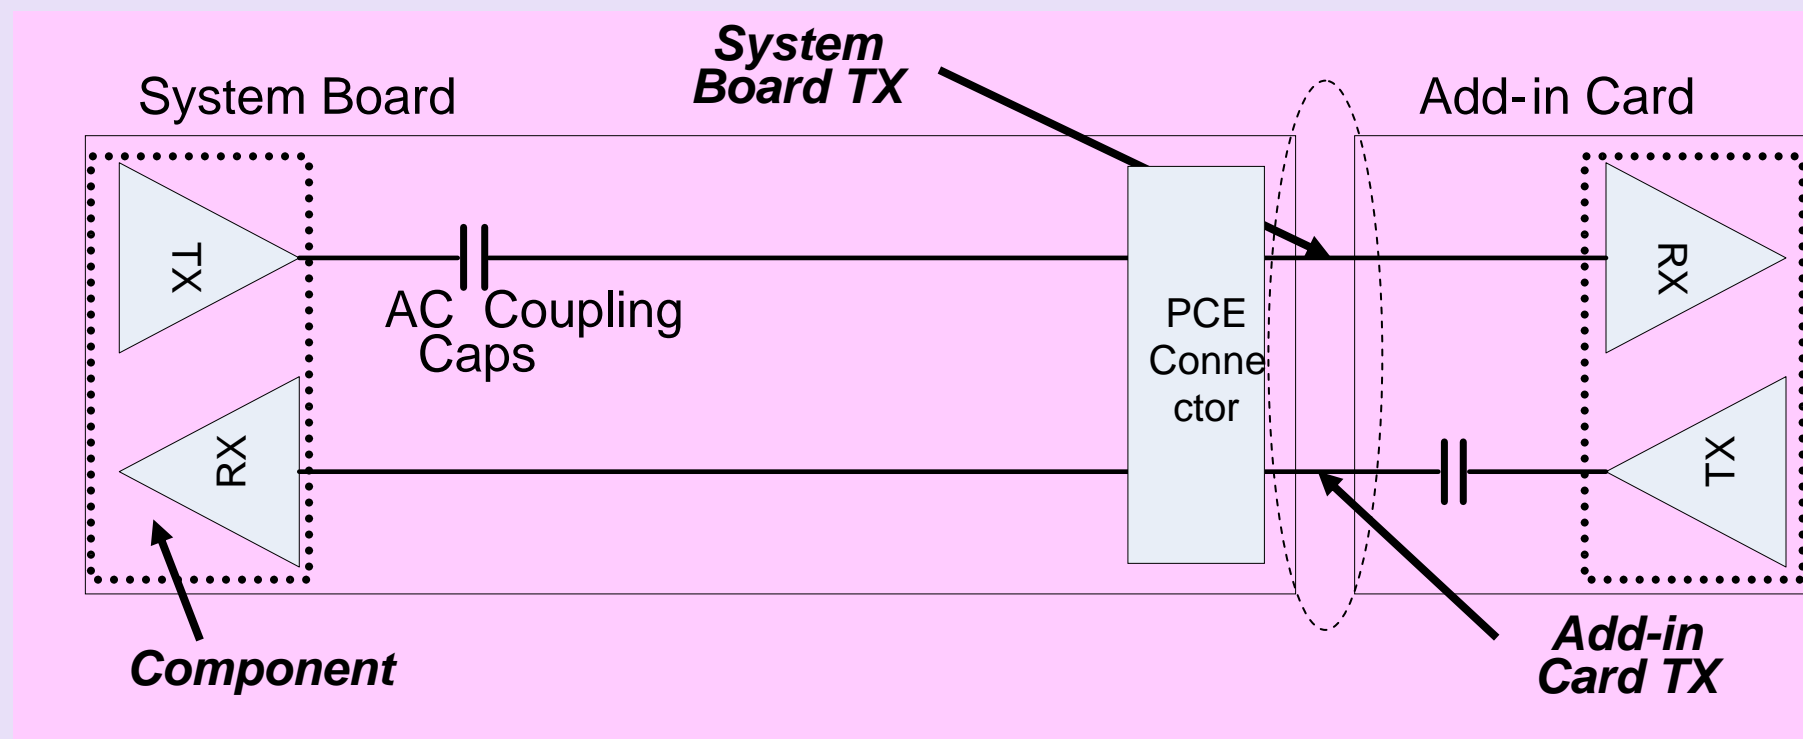 System
Board TX
System Board
Add-in Card
TX
RX
AC Coupling
Caps
PCE
Conne
ctor
RX
TX
Component
Add-in
Card TX